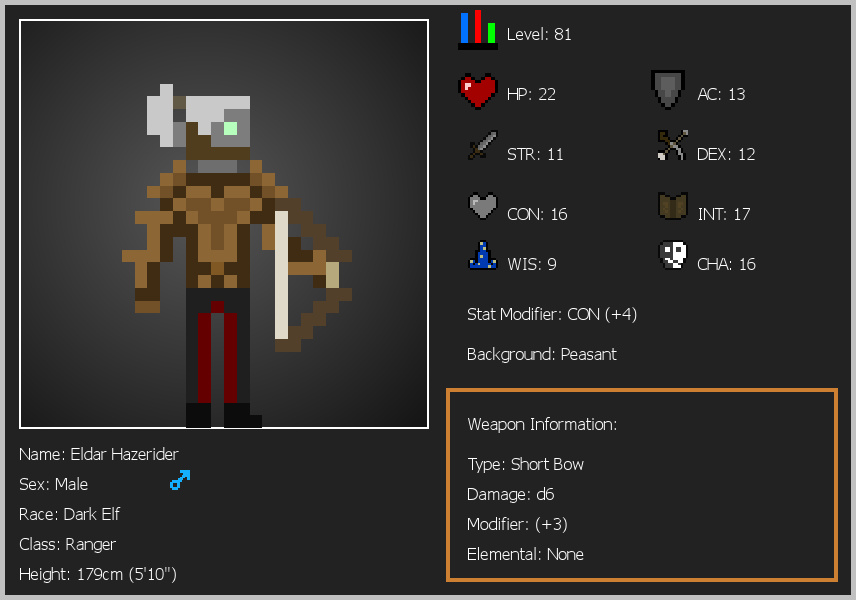 Level: 81
HP: 22
AC: 13
STR: 11
DEX: 12
CON: 16
INT: 17
WIS: 9
CHA: 16
Stat Modifier: CON (+4)
Background: Peasant
Weapon Information:
Type: Short Bow
Damage: d6
Modifier: (+3)
Elemental: None
Name: Eldar Hazerider
Sex: Male
Race: Dark Elf
Class: Ranger
Height: 179cm (5'10")